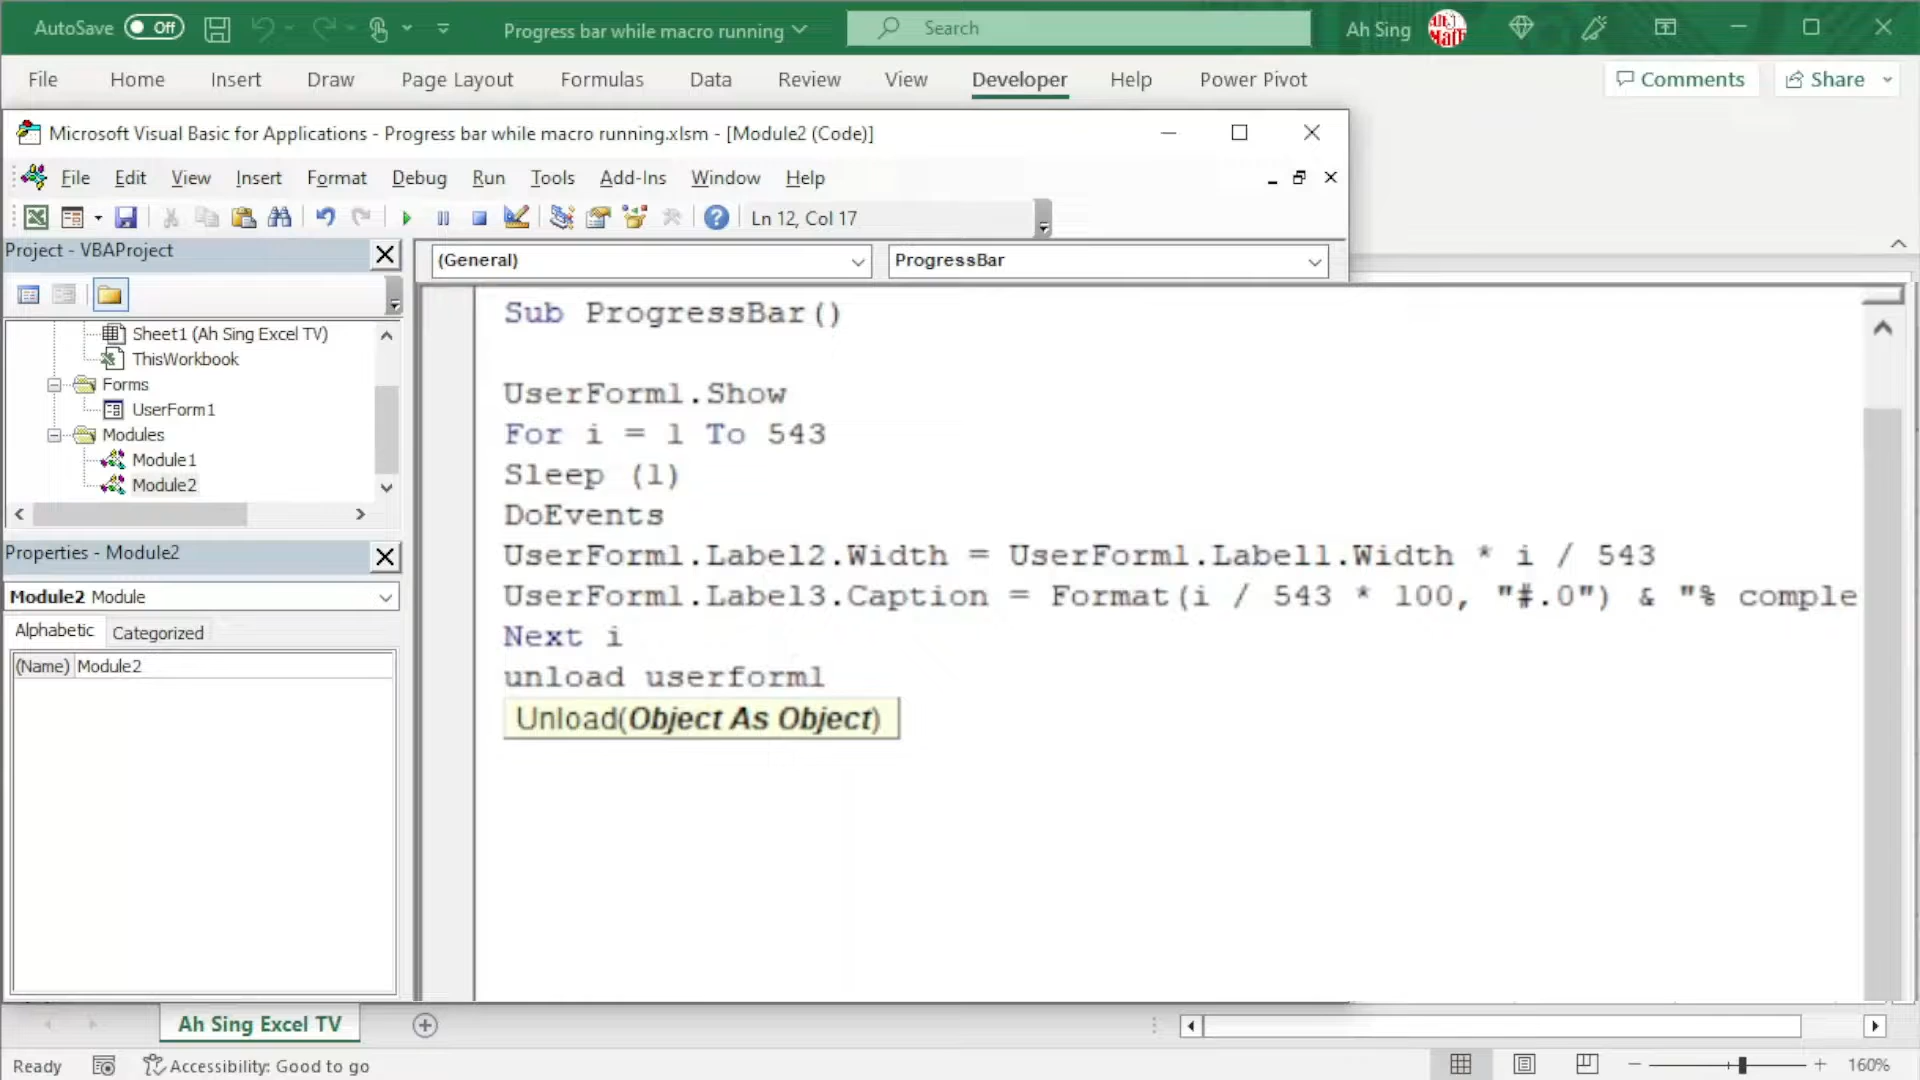 AutoSave Off Progress bar while macro running Search Ah Sing
File Home Insert Draw Page Layout Formulas Data Review View Developer Help Power Pivot Comments Share
Microsoft Visual Basic for Applications - Progress bar while macro running.xlsm - [Module2 (Code)]
File Edit View Insert Format Debug Run Tools Add-Ins Window Help
Ln 12, Col 17
Project - VBAProject
(General) ProgressBar
Sheet1 (Ah Sing Excel TV)
ThisWorkbook
Forms
UserForm1
Modules
Module1
Module2
Properties - Module2
Module2 Module
Alphabetic Categorized
(Name) Module2
Sub ProgressBar()
UserForm1.Show
For i = 1 To 543
Sleep (1)
DoEvents
UserForm1.Label2.Width = UserForm1.Label1.Width * i / 543
UserForm1.Label3.Caption = Format(i / 543 * 100, "#.0") & "% comple
Next i
unload userform1
Unload(Object As Object)
Ah Sing Excel TV
Ready Accessibility: Good to go 160%